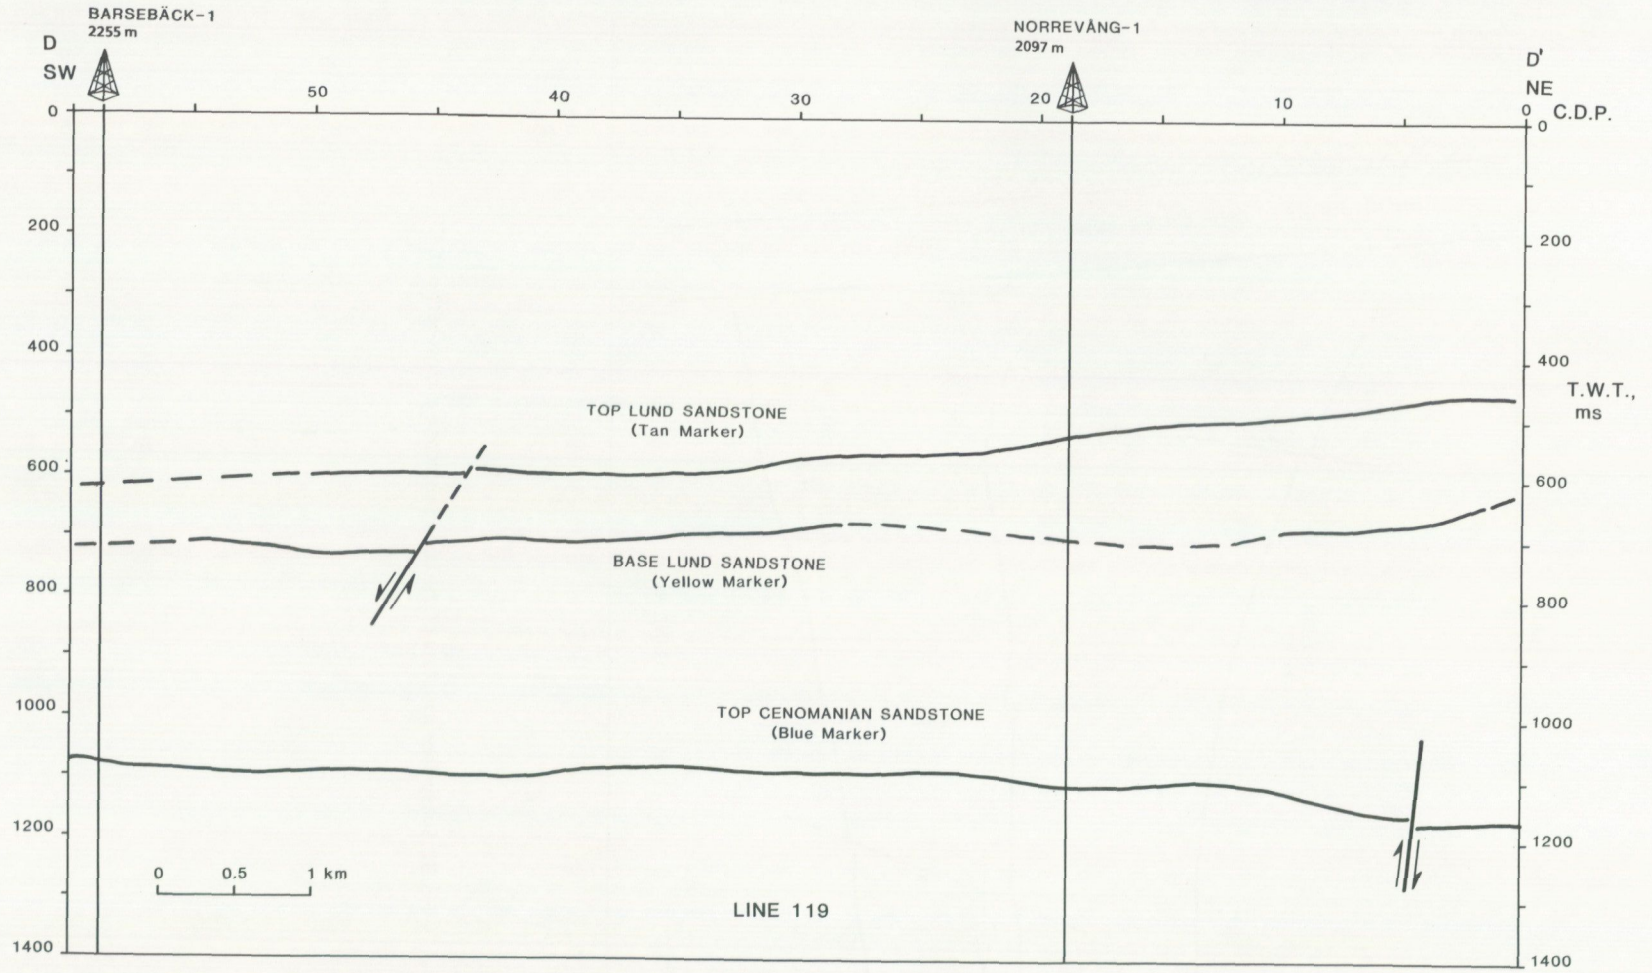 BARSEBÄCK-1
2255 m
NORREVÅNG-1
2097 m
D
SW
D'
NE
50
40
30
20
10
0
C.D.P.
0
200
400
600
800
1000
1200
1400
0
200
400
600
800
1000
1200
1400
T.W.T.,
ms
TOP LUND SANDSTONE
(Tan Marker)
BASE LUND SANDSTONE
(Yellow Marker)
TOP CENOMANIAN SANDSTONE
(Blue Marker)
0 0.5 1 km
LINE 119